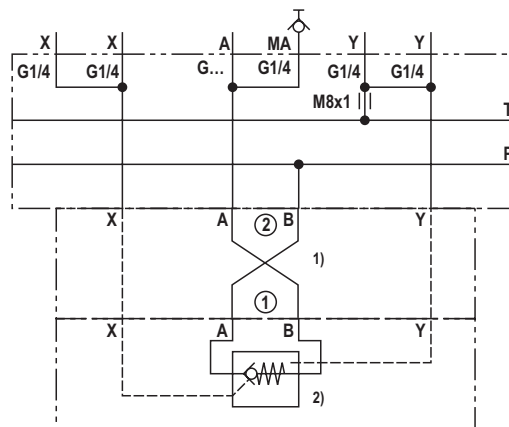 X X A MA Y Y
G1/4 G1/4 G... G1/4 G1/4 G1/4
M8x1
T
P
X A 2 B Y
1)
1
X A B Y
2)